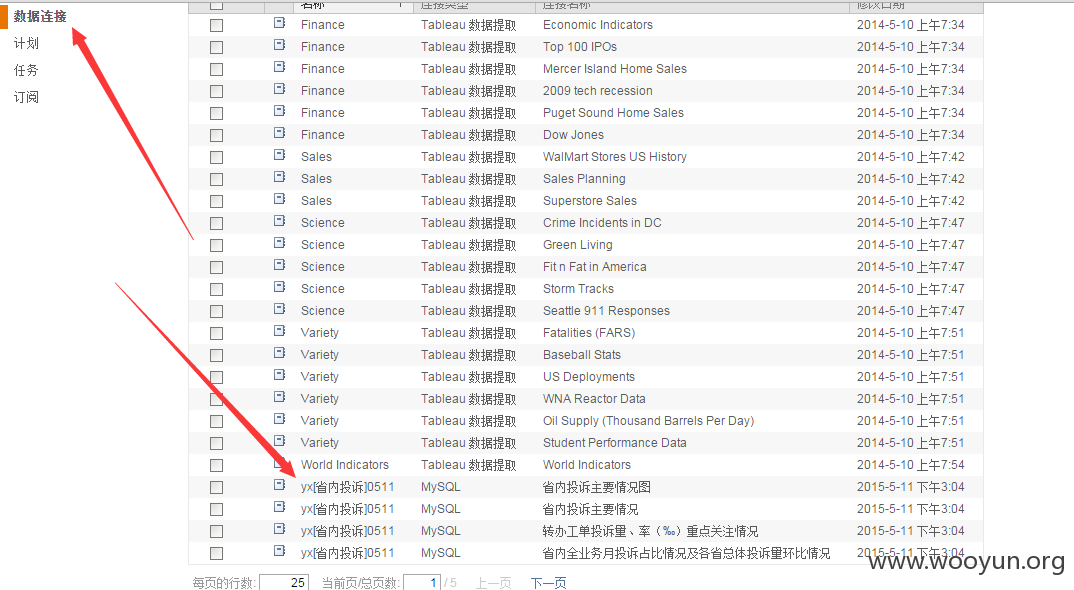 数据连接
计划
任务
订阅
名称 连接类型 连接名称 修改日期
Finance Tableau 数据提取 Economic Indicators 2014-5-10 上午7:34
Finance Tableau 数据提取 Top 100 IPOs 2014-5-10 上午7:34
Finance Tableau 数据提取 Mercer Island Home Sales 2014-5-10 上午7:34
Finance Tableau 数据提取 2009 tech recession 2014-5-10 上午7:34
Finance Tableau 数据提取 Puget Sound Home Sales 2014-5-10 上午7:34
Finance Tableau 数据提取 Dow Jones 2014-5-10 上午7:34
Sales Tableau 数据提取 WalMart Stores US History 2014-5-10 上午7:42
Sales Tableau 数据提取 Sales Planning 2014-5-10 上午7:42
Sales Tableau 数据提取 Superstore Sales 2014-5-10 上午7:42
Science Tableau 数据提取 Crime Incidents in DC 2014-5-10 上午7:47
Science Tableau 数据提取 Green Living 2014-5-10 上午7:47
Science Tableau 数据提取 Fit n Fat in America 2014-5-10 上午7:47
Science Tableau 数据提取 Storm Tracks 2014-5-10 上午7:47
Science Tableau 数据提取 Seattle 911 Responses 2014-5-10 上午7:47
Variety Tableau 数据提取 Fatalities (FARS) 2014-5-10 上午7:51
Variety Tableau 数据提取 Baseball Stats 2014-5-10 上午7:51
Variety Tableau 数据提取 US Deployments 2014-5-10 上午7:51
Variety Tableau 数据提取 WNA Reactor Data 2014-5-10 上午7:51
Variety Tableau 数据提取 Oil Supply (Thousand Barrels Per Day) 2014-5-10 上午7:51
Variety Tableau 数据提取 Student Performance Data 2014-5-10 上午7:51
World Indicators Tableau 数据提取 World Indicators 2014-5-10 上午7:54
yx[省内投诉]0511 MySQL 省内投诉主要情况图 2015-5-11 下午3:04
yx[省内投诉]0511 MySQL 省内投诉主要情况 2015-5-11 下午3:04
yx[省内投诉]0511 MySQL 转办工单投诉量、率（‰）重点关注情况 2015-5-11 下午3:04
yx[省内投诉]0511 MySQL 省内全业务月投诉占比情况及各省总体投诉量环比情况 2015-5-11 下午3:04
www.wooyun.org
每页的行数: 25 当前页/总页数: 1 / 5 上一页 下一页